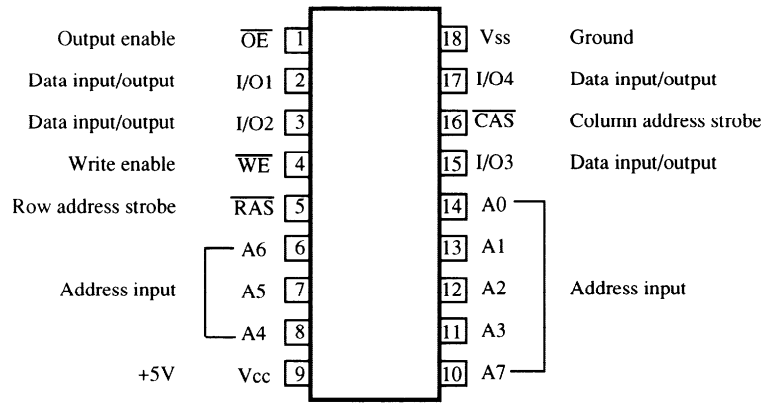 Output enable OE 1 18 Vss Ground
Data input/output I/O1 2 17 I/O4 Data input/output
Data input/output I/O2 3 16 CAS Column address strobe
Write enable WE 4 15 I/O3 Data input/output
Row address strobe RAS 5 14 A0
A6 6 13 A1
Address input A5 7 12 A2 Address input
A4 8 11 A3
+5V Vcc 9 10 A7